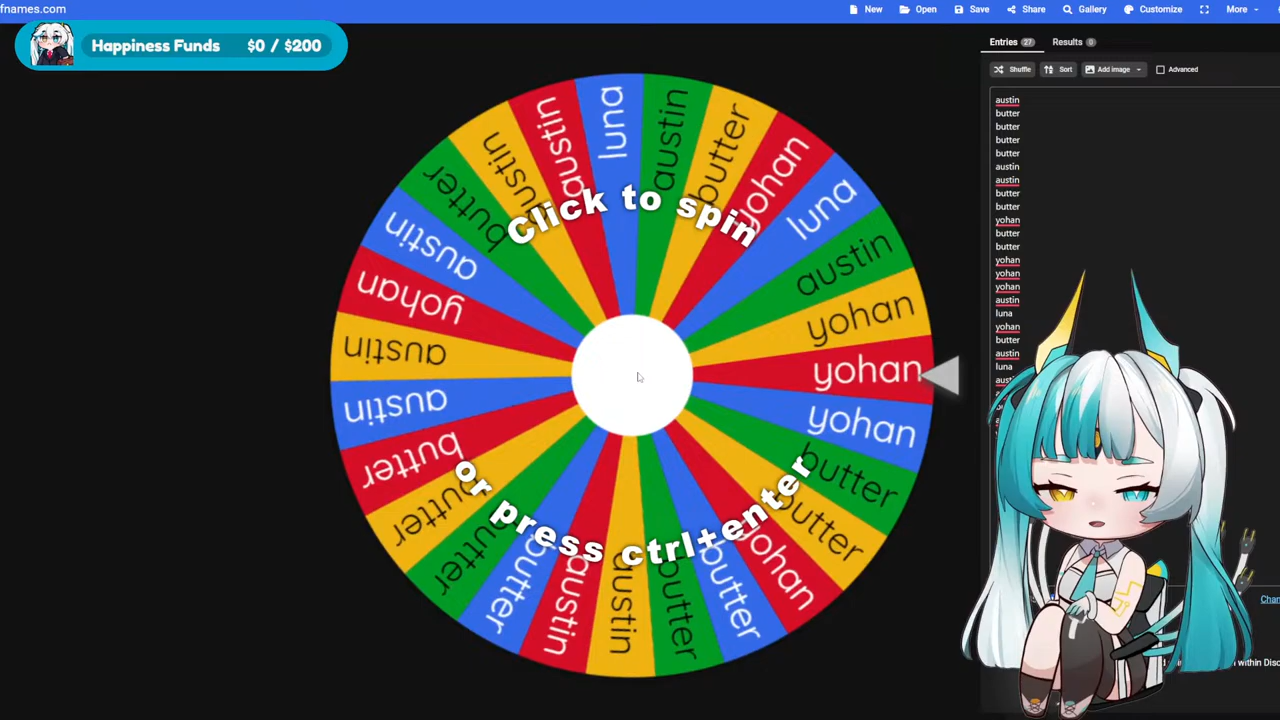 fnames.com
New Open Save Share Gallery Customize More
Happiness Funds $0 / $200
Entries 27 Results 0
Shuffle Sort Add image Advanced
Click to spin
or press ctrl+enter
luna
austin
butter
yohan
luna
austin
yohan
yohan
yohan
butter
butter
yohan
butter
butter
austin
austin
butter
butter
butter
butter
austin
austin
yohan
austin
butter
austin
austin
austin
butter
butter
butter
butter
austin
austin
butter
butter
yohan
butter
butter
yohan
yohan
yohan
austin
luna
yohan
butter
austin
luna
Chan
within Disc